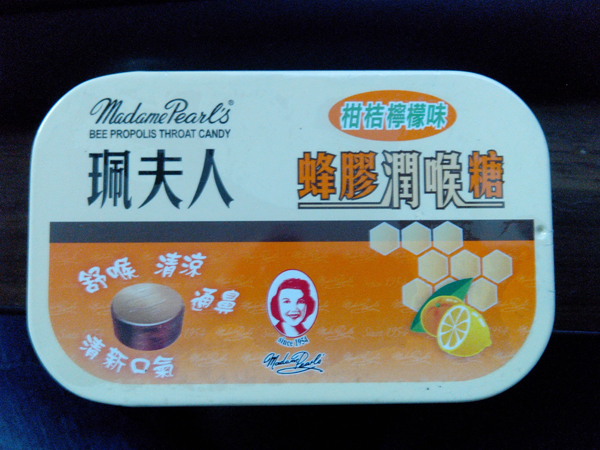 Madame Pearl's®
BEE PROPOLIS THROAT CANDY
珮夫人
柑桔檸檬味
蜂膠潤喉糖
舒喉 清涼
通鼻
清新口氣
since 1954
Madame Pearl's